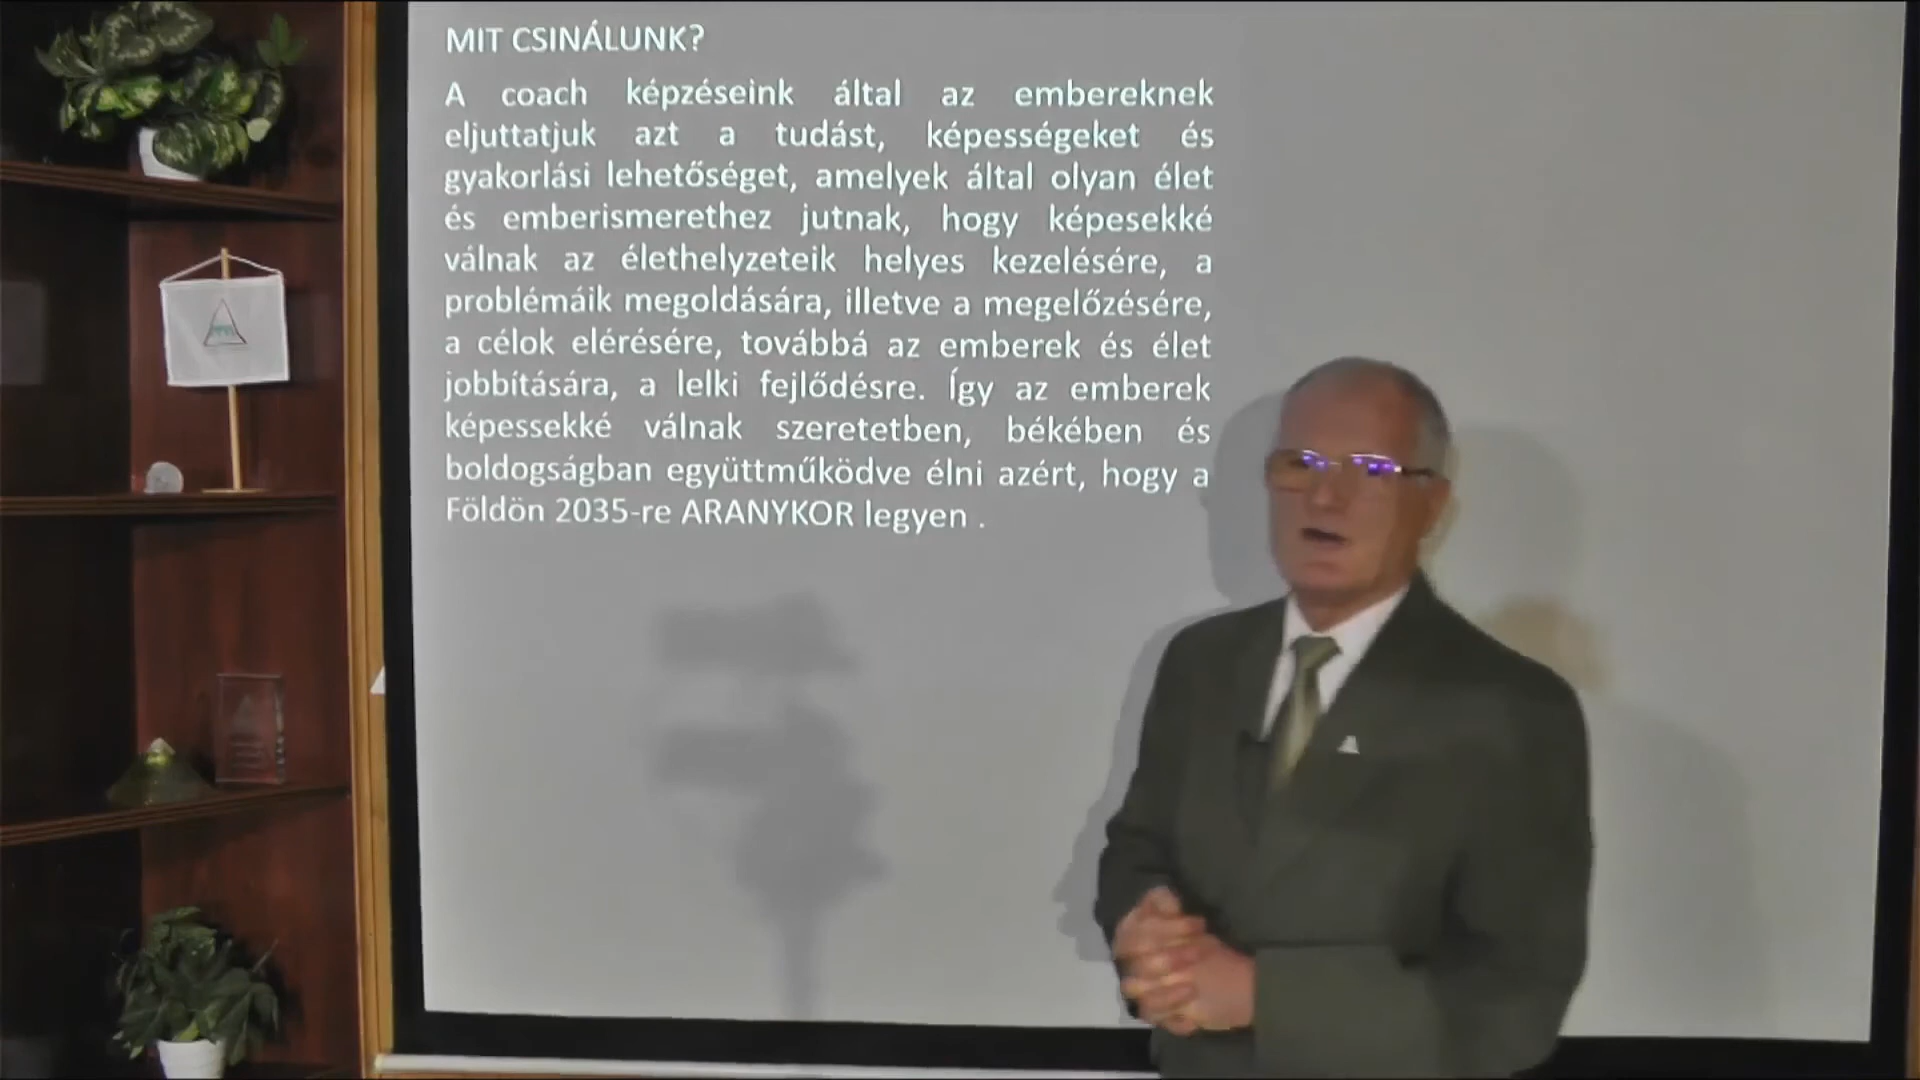 MIT CSINÁLUNK?
A coach képzéseink által az embereknek
eljuttatjuk azt a tudást, képességeket és
gyakorlási lehetőséget, amelyek által olyan élet
és emberismerethez jutnak, hogy képesekké
válnak az élethelyzeteik helyes kezelésére, a
problémáik megoldására, illetve a megelőzésére,
a célok elérésére, továbbá az emberek és élet
jobbítására, a lelki fejlődésre. Így az emberek
képessekké válnak szeretetben, békében és
boldogságban együttműködve élni azért, hogy a
Földön 2035-re ARANYKOR legyen .